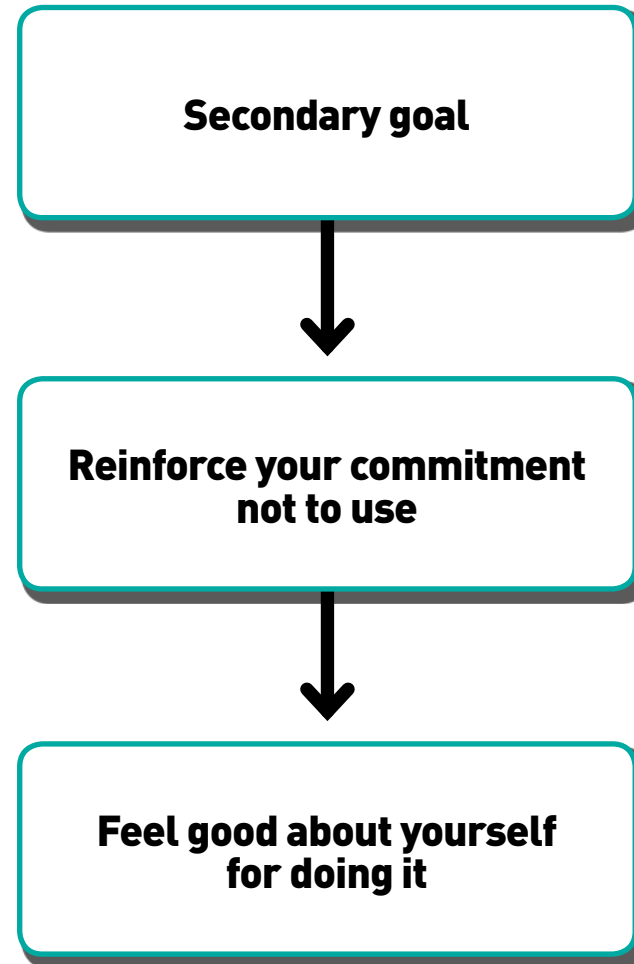 Secondary goal
Reinforce your commitment
not to use
Feel good about yourself
for doing it